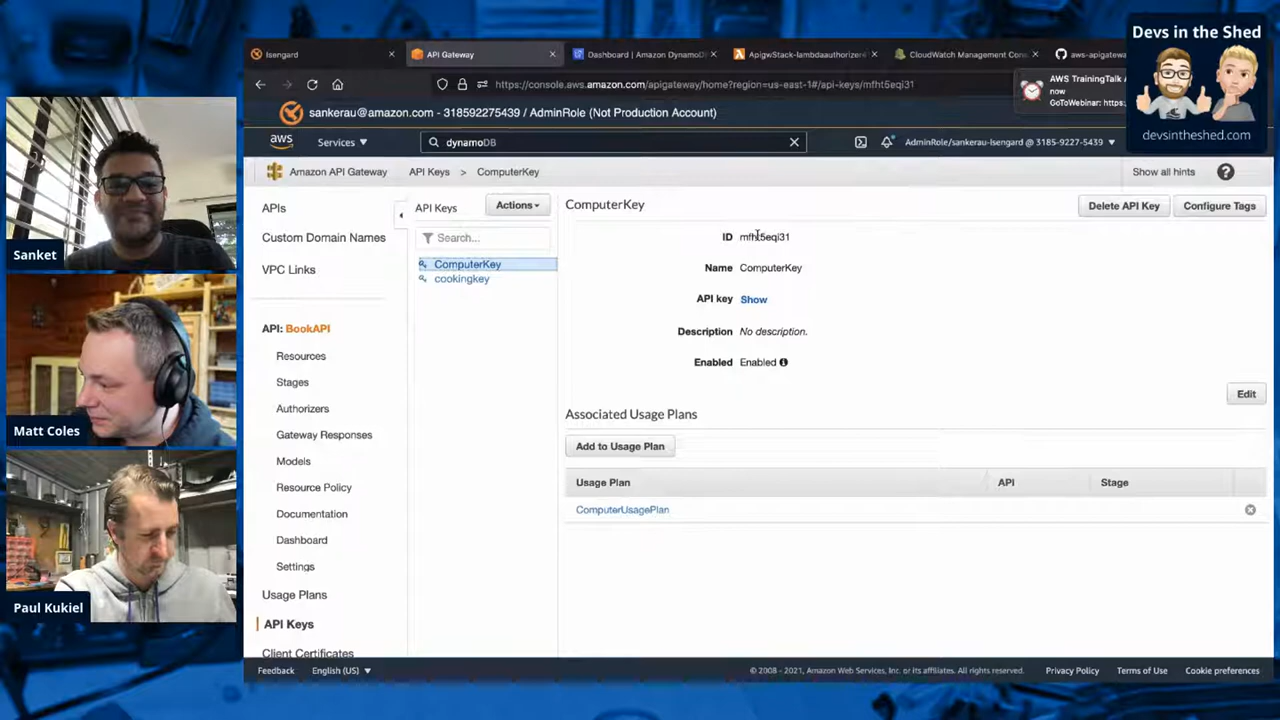 Devs in the Shed
devsintheshed.com
Sanket
Matt Coles
Paul Kukiel
Isengard
API Gateway
Dashboard | Amazon DynamoD
ApigwStack-lambdaauthorizer
CloudWatch Management Con
aws-apigatewa
https://console.aws.amazon.com/apigateway/home?region=us-east-1#/api-keys/mfht5eqi31
AWS TrainingTalk
now
GoToWebinar: https:
sankerau@amazon.com - 318592275439 / AdminRole (Not Production Account)
aws
Services
dynamoDB
AdminRole/sankerau-Isengard @ 3185-9227-5439
Amazon API Gateway
API Keys > ComputerKey
Show all hints
APIs
Custom Domain Names
VPC Links
API: BookAPI
Resources
Stages
Authorizers
Gateway Responses
Models
Resource Policy
Documentation
Dashboard
Settings
Usage Plans
API Keys
Client Certificates
API Keys
Actions
Search...
ComputerKey
cookingkey
ComputerKey
Delete API Key
Configure Tags
ID mfht5eqi31
Name ComputerKey
API key Show
Description No description.
Enabled Enabled
Edit
Associated Usage Plans
Add to Usage Plan
Usage Plan API Stage
ComputerUsagePlan
Feedback English (US)
© 2008 - 2021, Amazon Web Services, Inc. or its affiliates. All rights reserved. Privacy Policy Terms of Use Cookie preferences